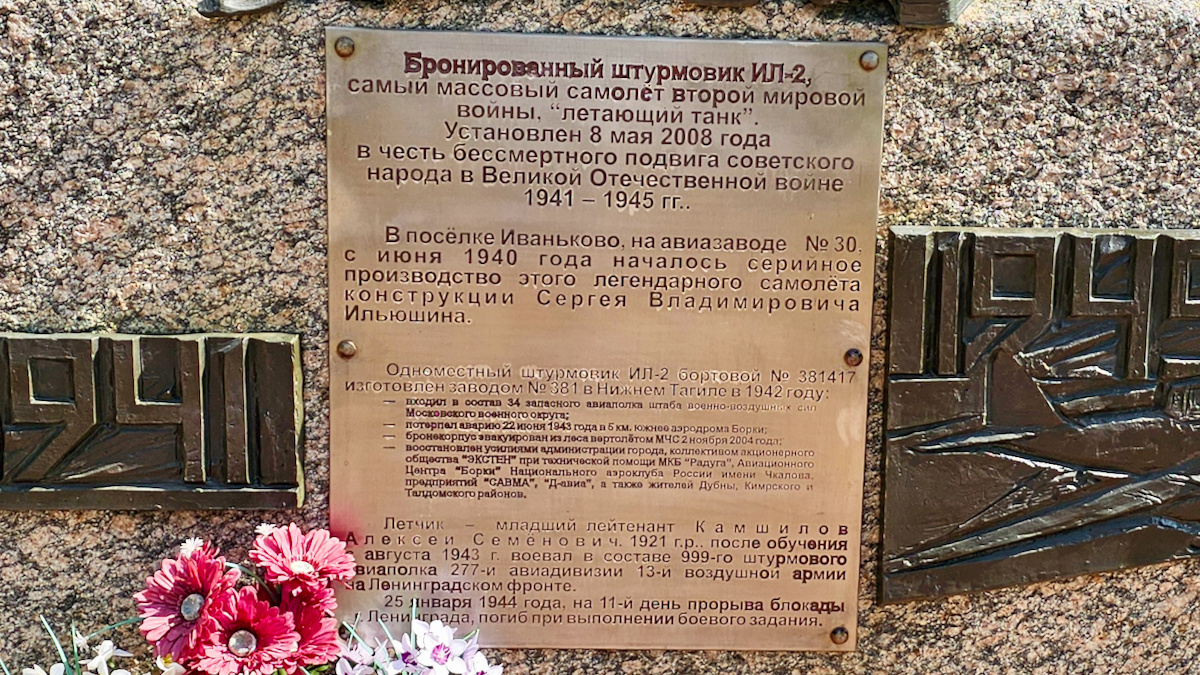 Бронированный штурмовик ИЛ-2,
самый массовый самолёт второй мировой
войны, “летающий танк”.
Установлен 8 мая 2008 года
в честь бессмертного подвига советского
народа в Великой Отечественной войне
1941 – 1945 гг..
В посёлке Иваньково, на авиазаводе № 30.
с июня 1940 года началось серийное
производство этого легендарного самолёта
конструкции Сергея Владимировича
Ильюшина.
Одноместный штурмовик ИЛ-2 бортовой № 381417
изготовлен заводом № 381 в Нижнем Тагиле в 1942 году:
— входил в состав 34 запасного авиаполка штаба военно-воздушных сил
Московского военного округа;
— потерпел аварию 22 июня 1943 года в 5 км. южнее аэродрома Борки;
— бронекорпус эвакуирован из леса вертолётом МЧС 2 ноября 2004 года;
— восстановлен усилиями администрации города, коллективом акционерного
общества “ЭКСТЕН” при технической помощи МКБ “Радуга”, Авиационного
Центра “Борки” Национального аэроклуба России имени Чкалова,
предприятий “САВМА”, “Д-авиа”, а также жителей Дубны, Кимрского и
Талдомского районов.
Летчик – младший лейтенант Камшилов
Алексей Семёнович. 1921 г.р., после обучения
с августа 1943 г. воевал в составе 999-го штурмового
авиаполка 277-й авиадивизии 13-й воздушной армии
на Ленинградском фронте.
25 января 1944 года, на 11-й день прорыва блокады
г. Ленинграда, погиб при выполнении боевого задания.
1941
194